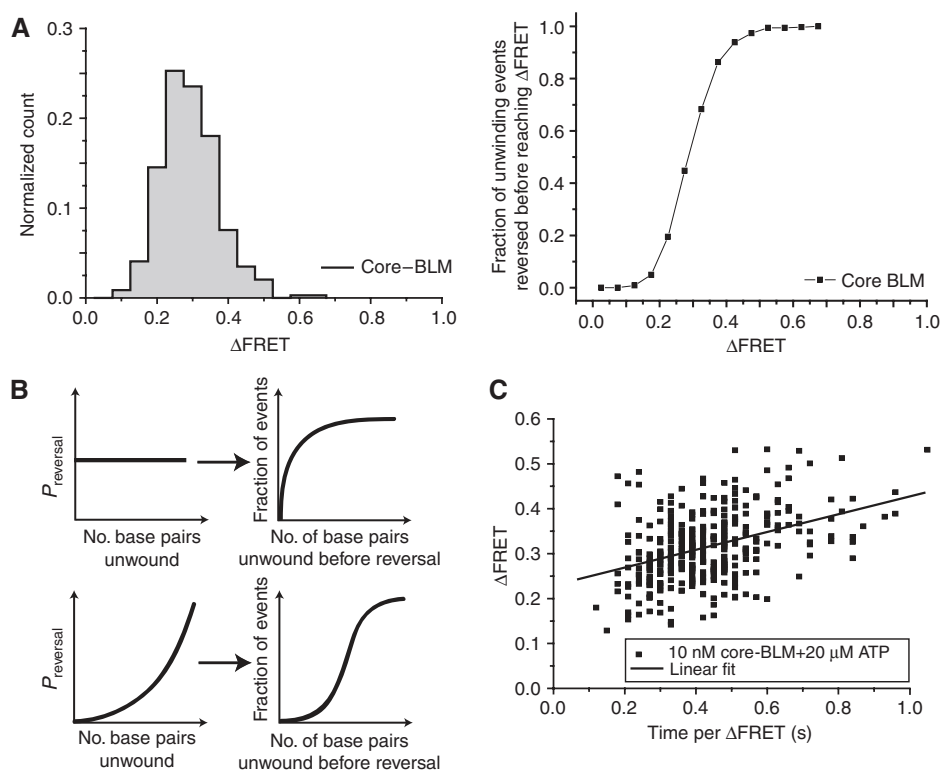 A
0.3
0.2
0.1
0.0
Normalized count
0.0 0.2 0.4 0.6 0.8 1.0
ΔFRET
Core–BLM
Fraction of unwinding events
reversed before reaching ΔFRET
1.0
0.8
0.6
0.4
0.2
0.0
0.0 0.2 0.4 0.6 0.8 1.0
ΔFRET
Core BLM
B
Preversal
No. base pairs
unwound
Fraction of events
No. of base pairs
unwound before reversal
Preversal
No. base pairs
unwound
Fraction of events
No. of base pairs
unwound before reversal
C
0.6
0.5
0.4
0.3
0.2
0.1
0.0
ΔFRET
0.0 0.2 0.4 0.6 0.8 1.0
Time per ΔFRET (s)
10 nM core-BLM+20 μM ATP
Linear fit